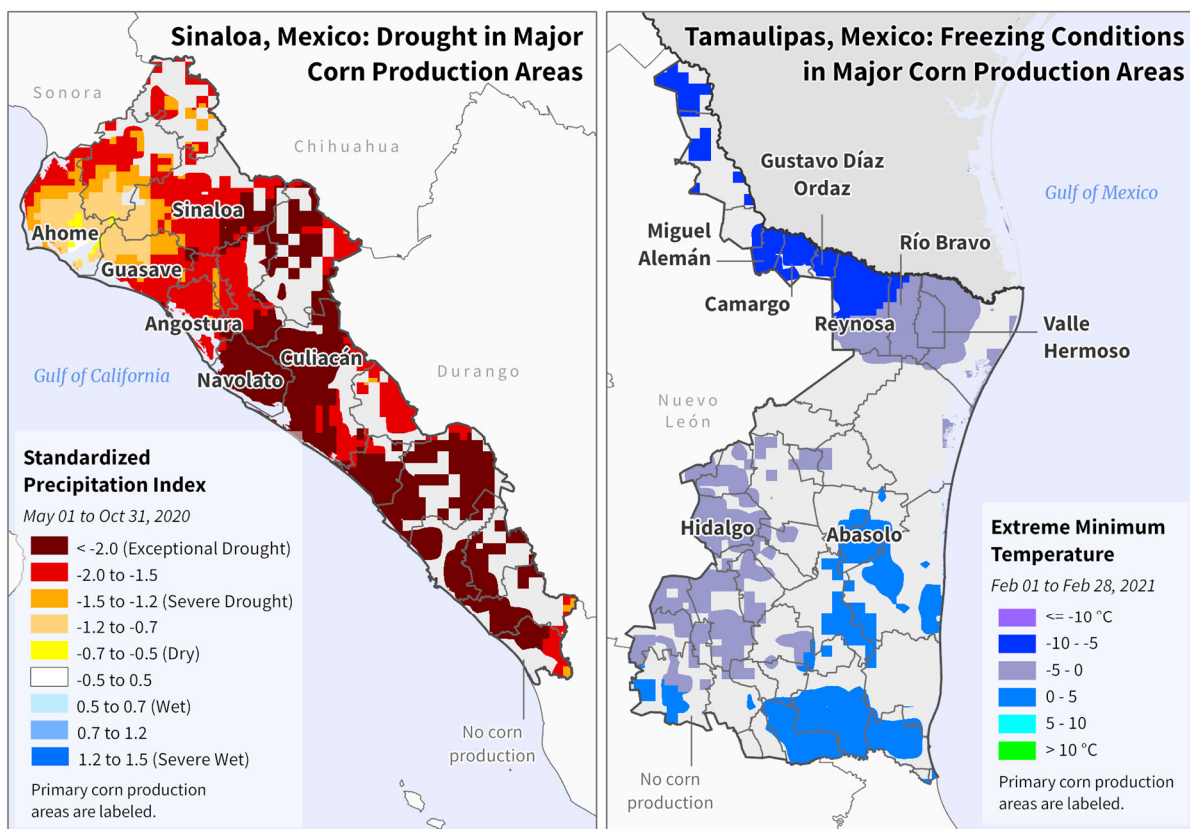 Sinaloa, Mexico: Drought in Major
Corn Production Areas
Sonora
Chihuahua
Sinaloa
Ahome
Guasave
Angostura
Culiacán
Navolato
Gulf of California
Durango
Standardized
Precipitation Index
May 01 to Oct 31, 2020
< -2.0 (Exceptional Drought)
-2.0 to -1.5
-1.5 to -1.2 (Severe Drought)
-1.2 to -0.7
-0.7 to -0.5 (Dry)
-0.5 to 0.5
0.5 to 0.7 (Wet)
0.7 to 1.2
1.2 to 1.5 (Severe Wet)
Primary corn production
areas are labeled.
No corn
production
Tamaulipas, Mexico: Freezing Conditions
in Major Corn Production Areas
Gustavo Díaz
Ordaz
Gulf of Mexico
Miguel
Alemán
Río Bravo
Camargo
Reynosa
Valle
Hermoso
Nuevo
León
Hidalgo
Abasolo
Extreme Minimum
Temperature
Feb 01 to Feb 28, 2021
<= -10 °C
-10 - -5
-5 - 0
0 - 5
5 - 10
> 10 °C
Primary corn production
areas are labeled.
No corn
production